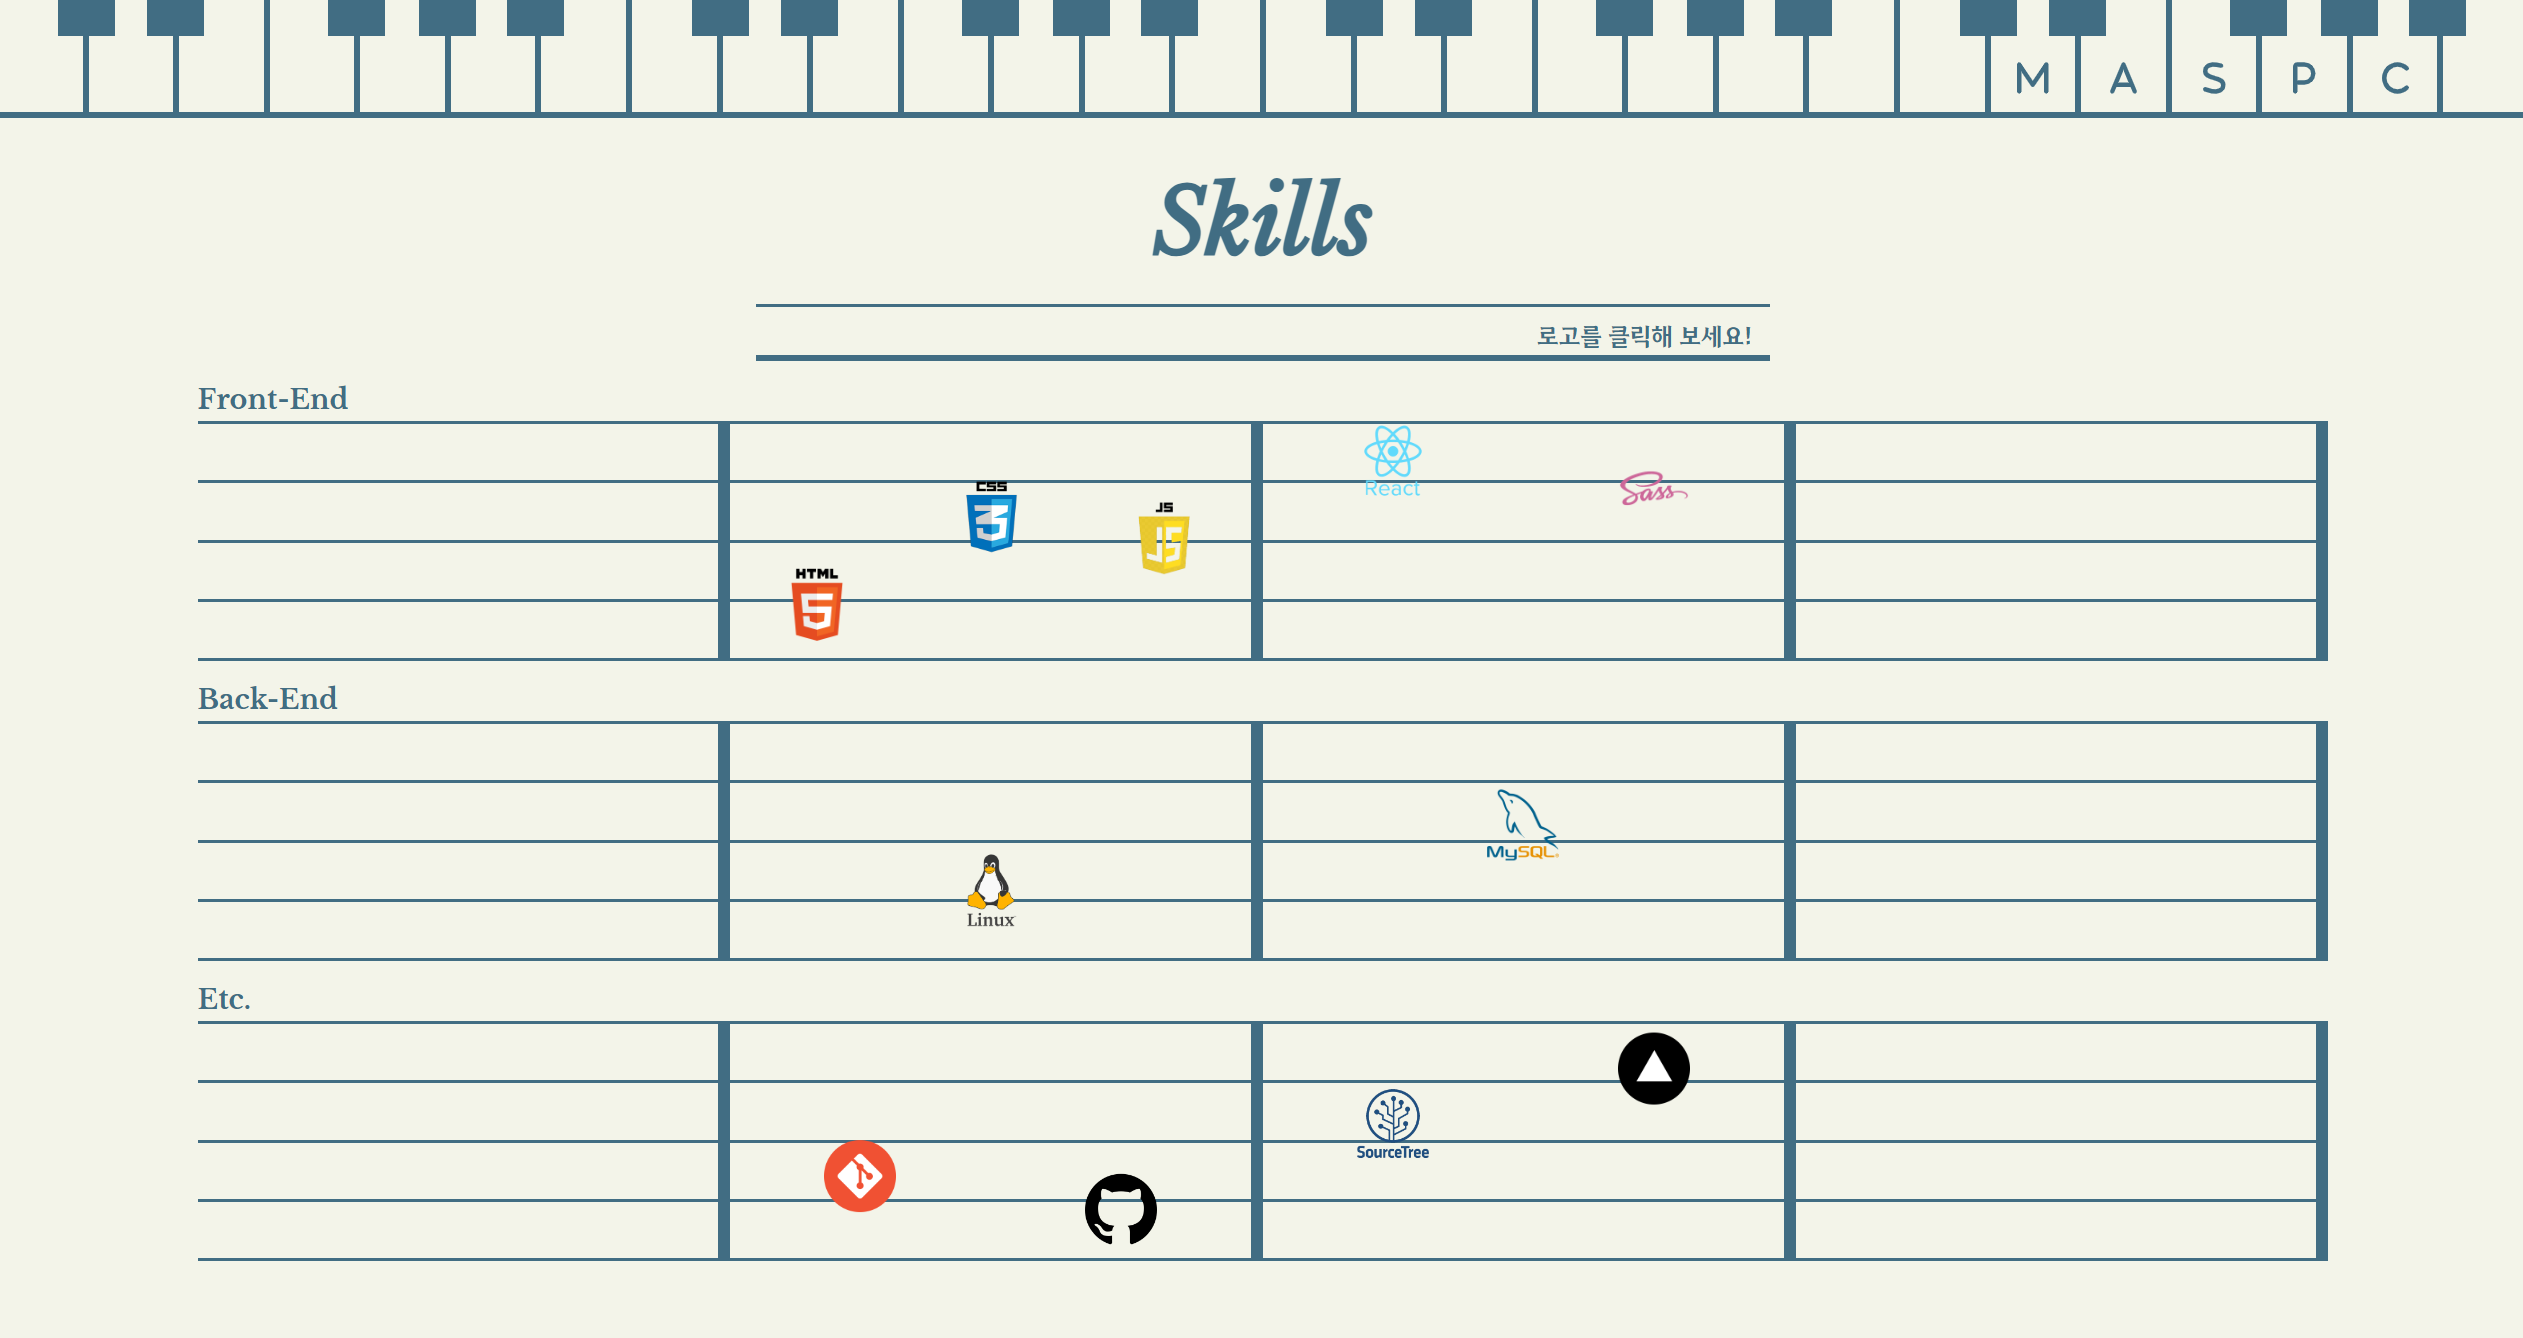 M A S P C
Skills
로고를 클릭해 보세요!
Front-End
React
Sass
CSS
JS
HTML
Back-End
MySQL
Linux
Etc.
SourceTree